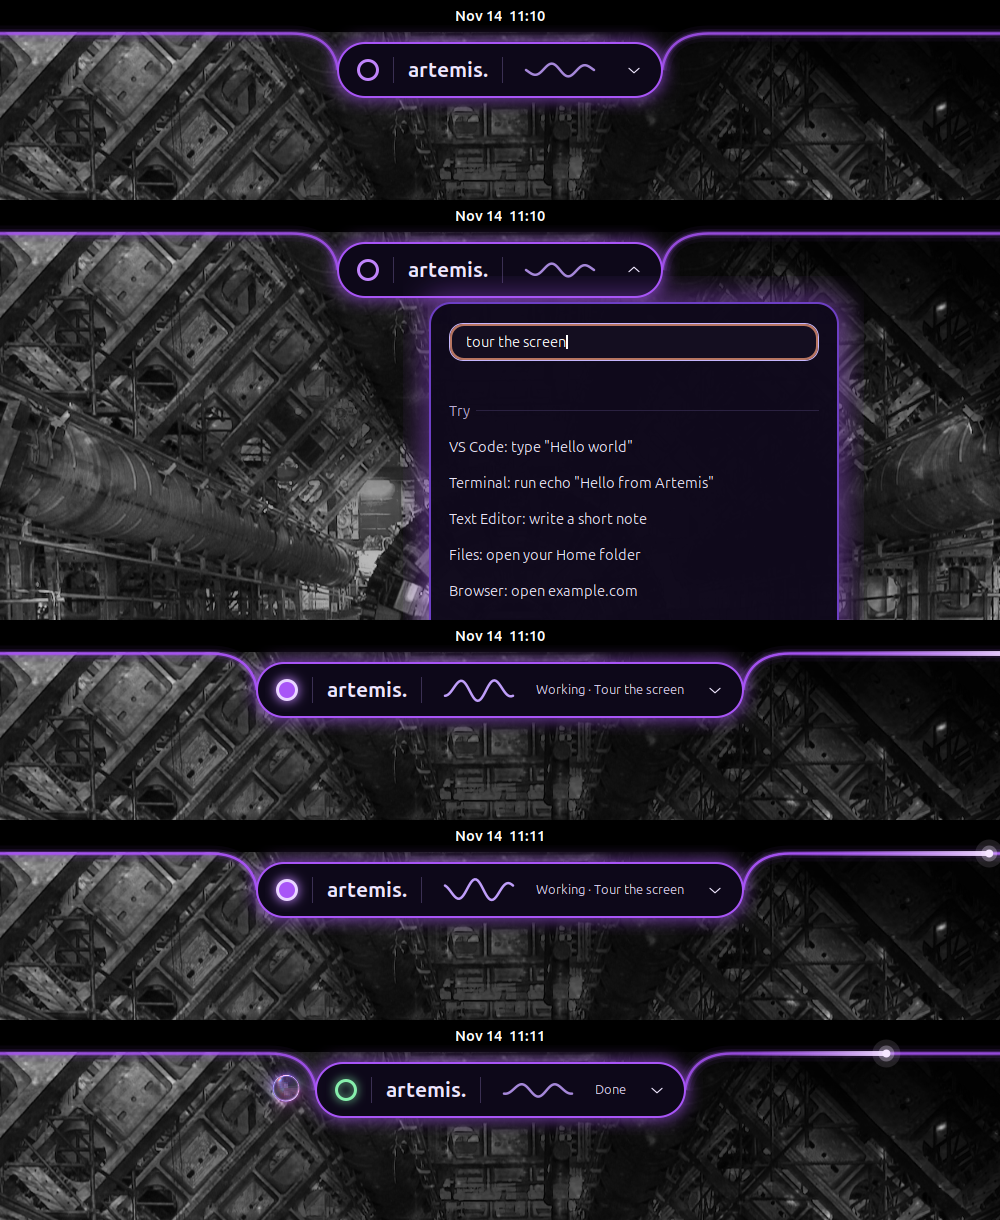 Nov 14 11:10
artemis.
Nov 14 11:10
artemis.
tour the screen
Try
VS Code: type "Hello world"
Terminal: run echo "Hello from Artemis"
Text Editor: write a short note
Files: open your Home folder
Browser: open example.com
Nov 14 11:10
artemis. Working · Tour the screen
Nov 14 11:11
artemis. Working · Tour the screen
Nov 14 11:11
artemis. Done